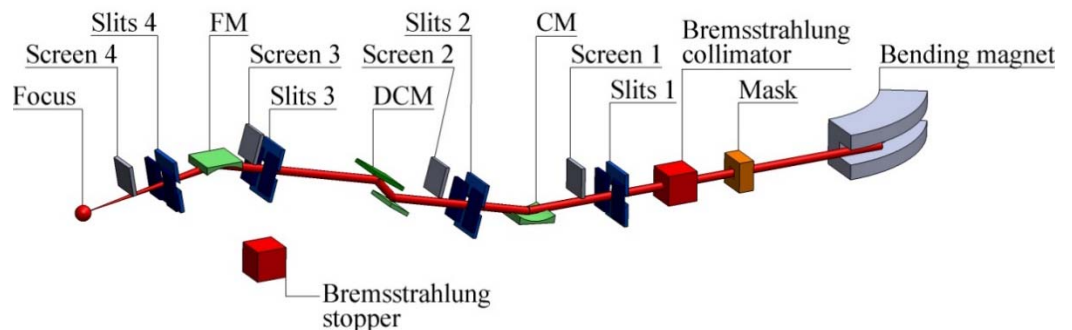 Slits 4
FM
Slits 2
CM
Bremsstrahlung
collimator
Screen 4
Screen 3
Screen 2
Screen 1
Bending magnet
Focus
Slits 3
DCM
Slits 1
Mask
Bremsstrahlung
stopper